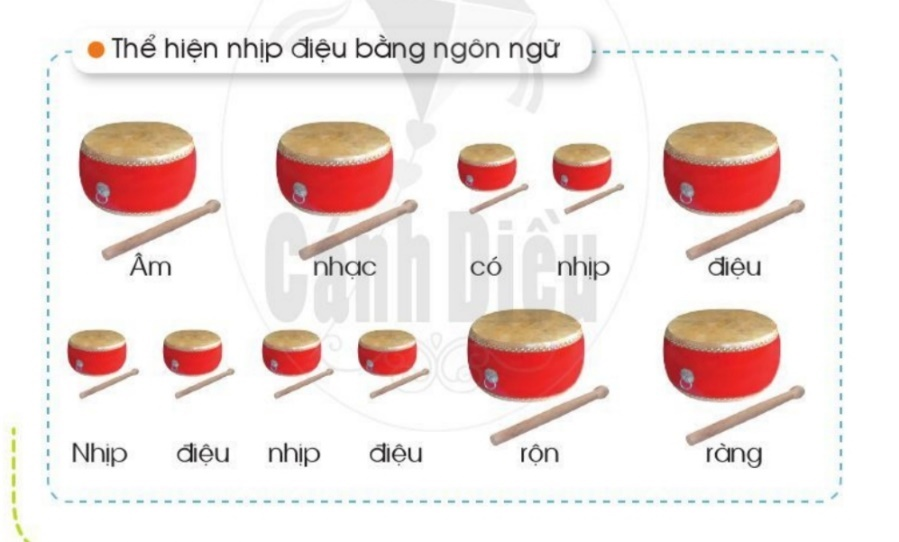 Thể hiện nhịp điệu bằng ngôn ngữ
Cánh Diều
Âm nhạc có nhịp điệu
Nhịp điệu nhịp điệu rộn ràng